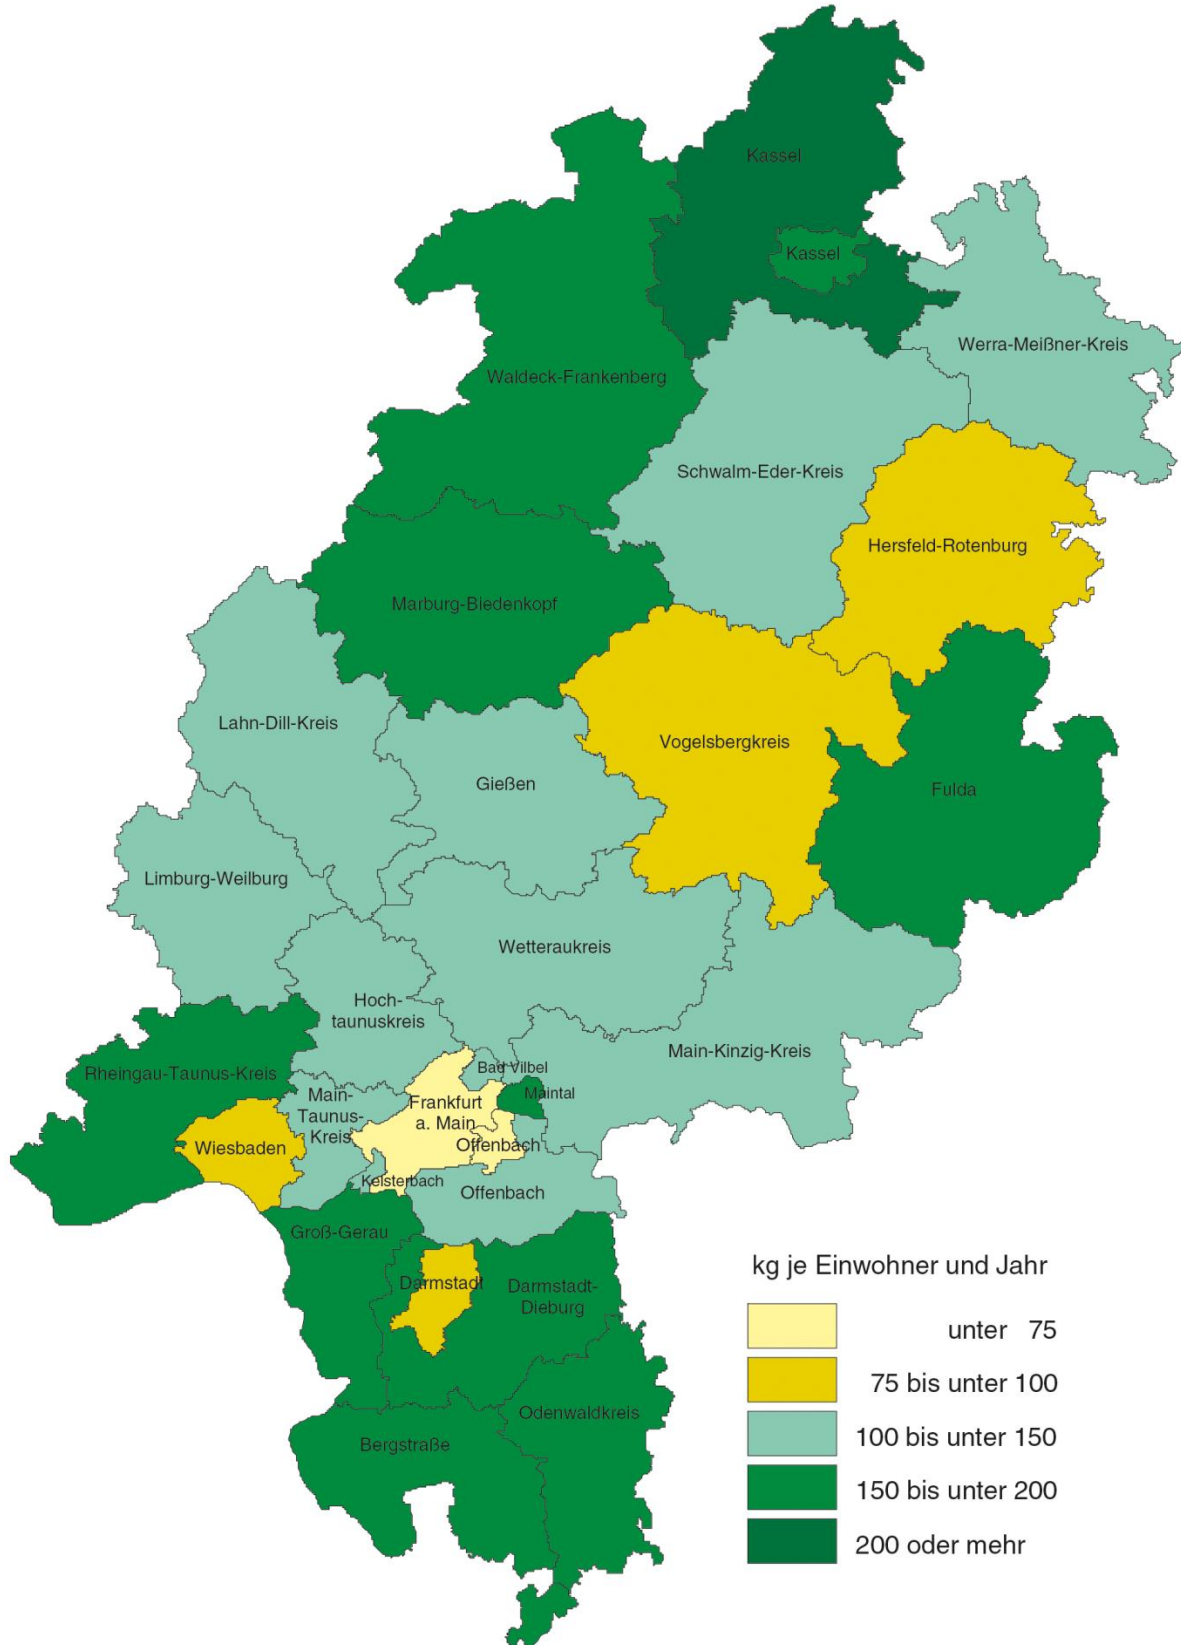 Kassel
Kassel
Werra-Meißner-Kreis
Waldeck-Frankenberg
Schwalm-Eder-Kreis
Hersfeld-Rotenburg
Marburg-Biedenkopf
Lahn-Dill-Kreis
Vogelsbergkreis
Gießen
Fulda
Limburg-Weilburg
Wetteraukreis
Hoch-
taunuskreis
Main-Kinzig-Kreis
Bad Vilbel
Rheingau-Taunus-Kreis
Maintal
Main-
Taunus-
Kreis
Frankfurt
a. Main
Wiesbaden
Offenbach
Kelsterbach
Offenbach
Groß-Gerau
Darmstadt
Darmstadt-
Dieburg
Odenwaldkreis
Bergstraße
kg je Einwohner und Jahr
unter 75
75 bis unter 100
100 bis unter 150
150 bis unter 200
200 oder mehr